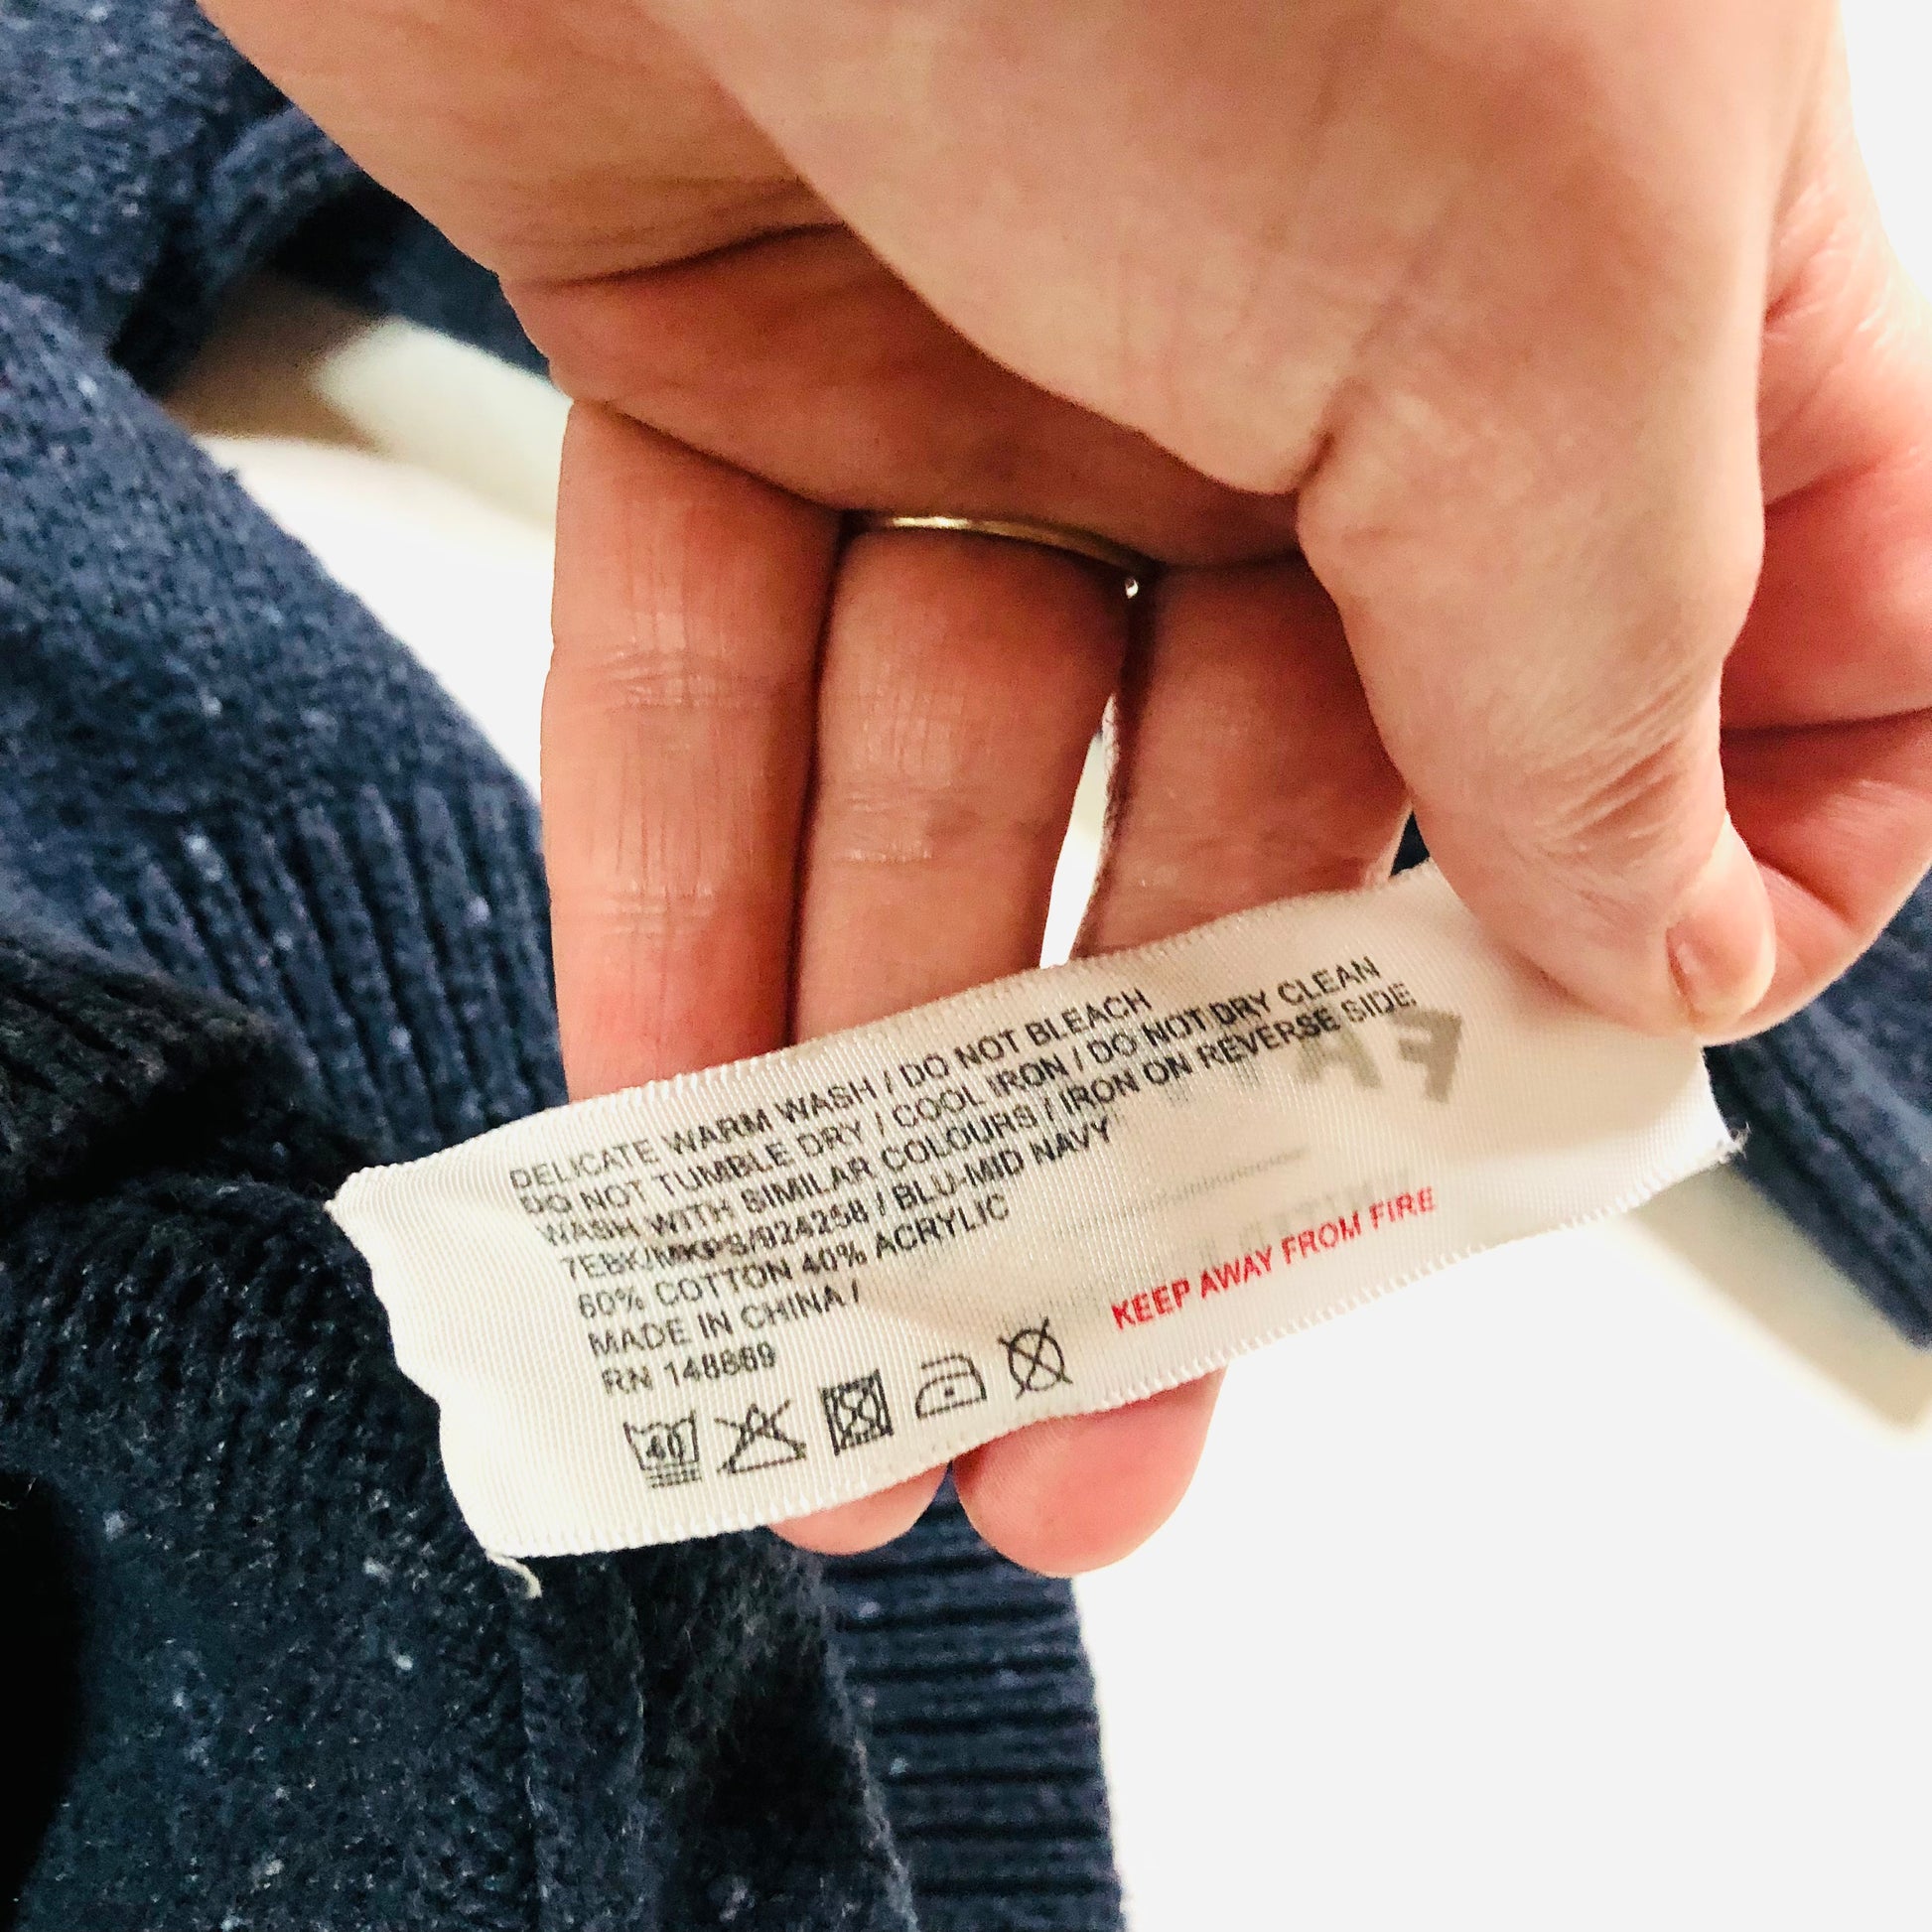 DELICATE WARM WASH / DO NOT BLEACH
DO NOT TUMBLE DRY / COOL IRON / DO NOT DRY CLEAN
WASH WITH SIMILAR COLOURS / IRON ON REVERSE SIDE
7EBK/MKPS/924258 / BLU-MID NAVY
60% COTTON 40% ACRYLIC
MADE IN CHINA /
RN 148869
40
KEEP AWAY FROM FIRE